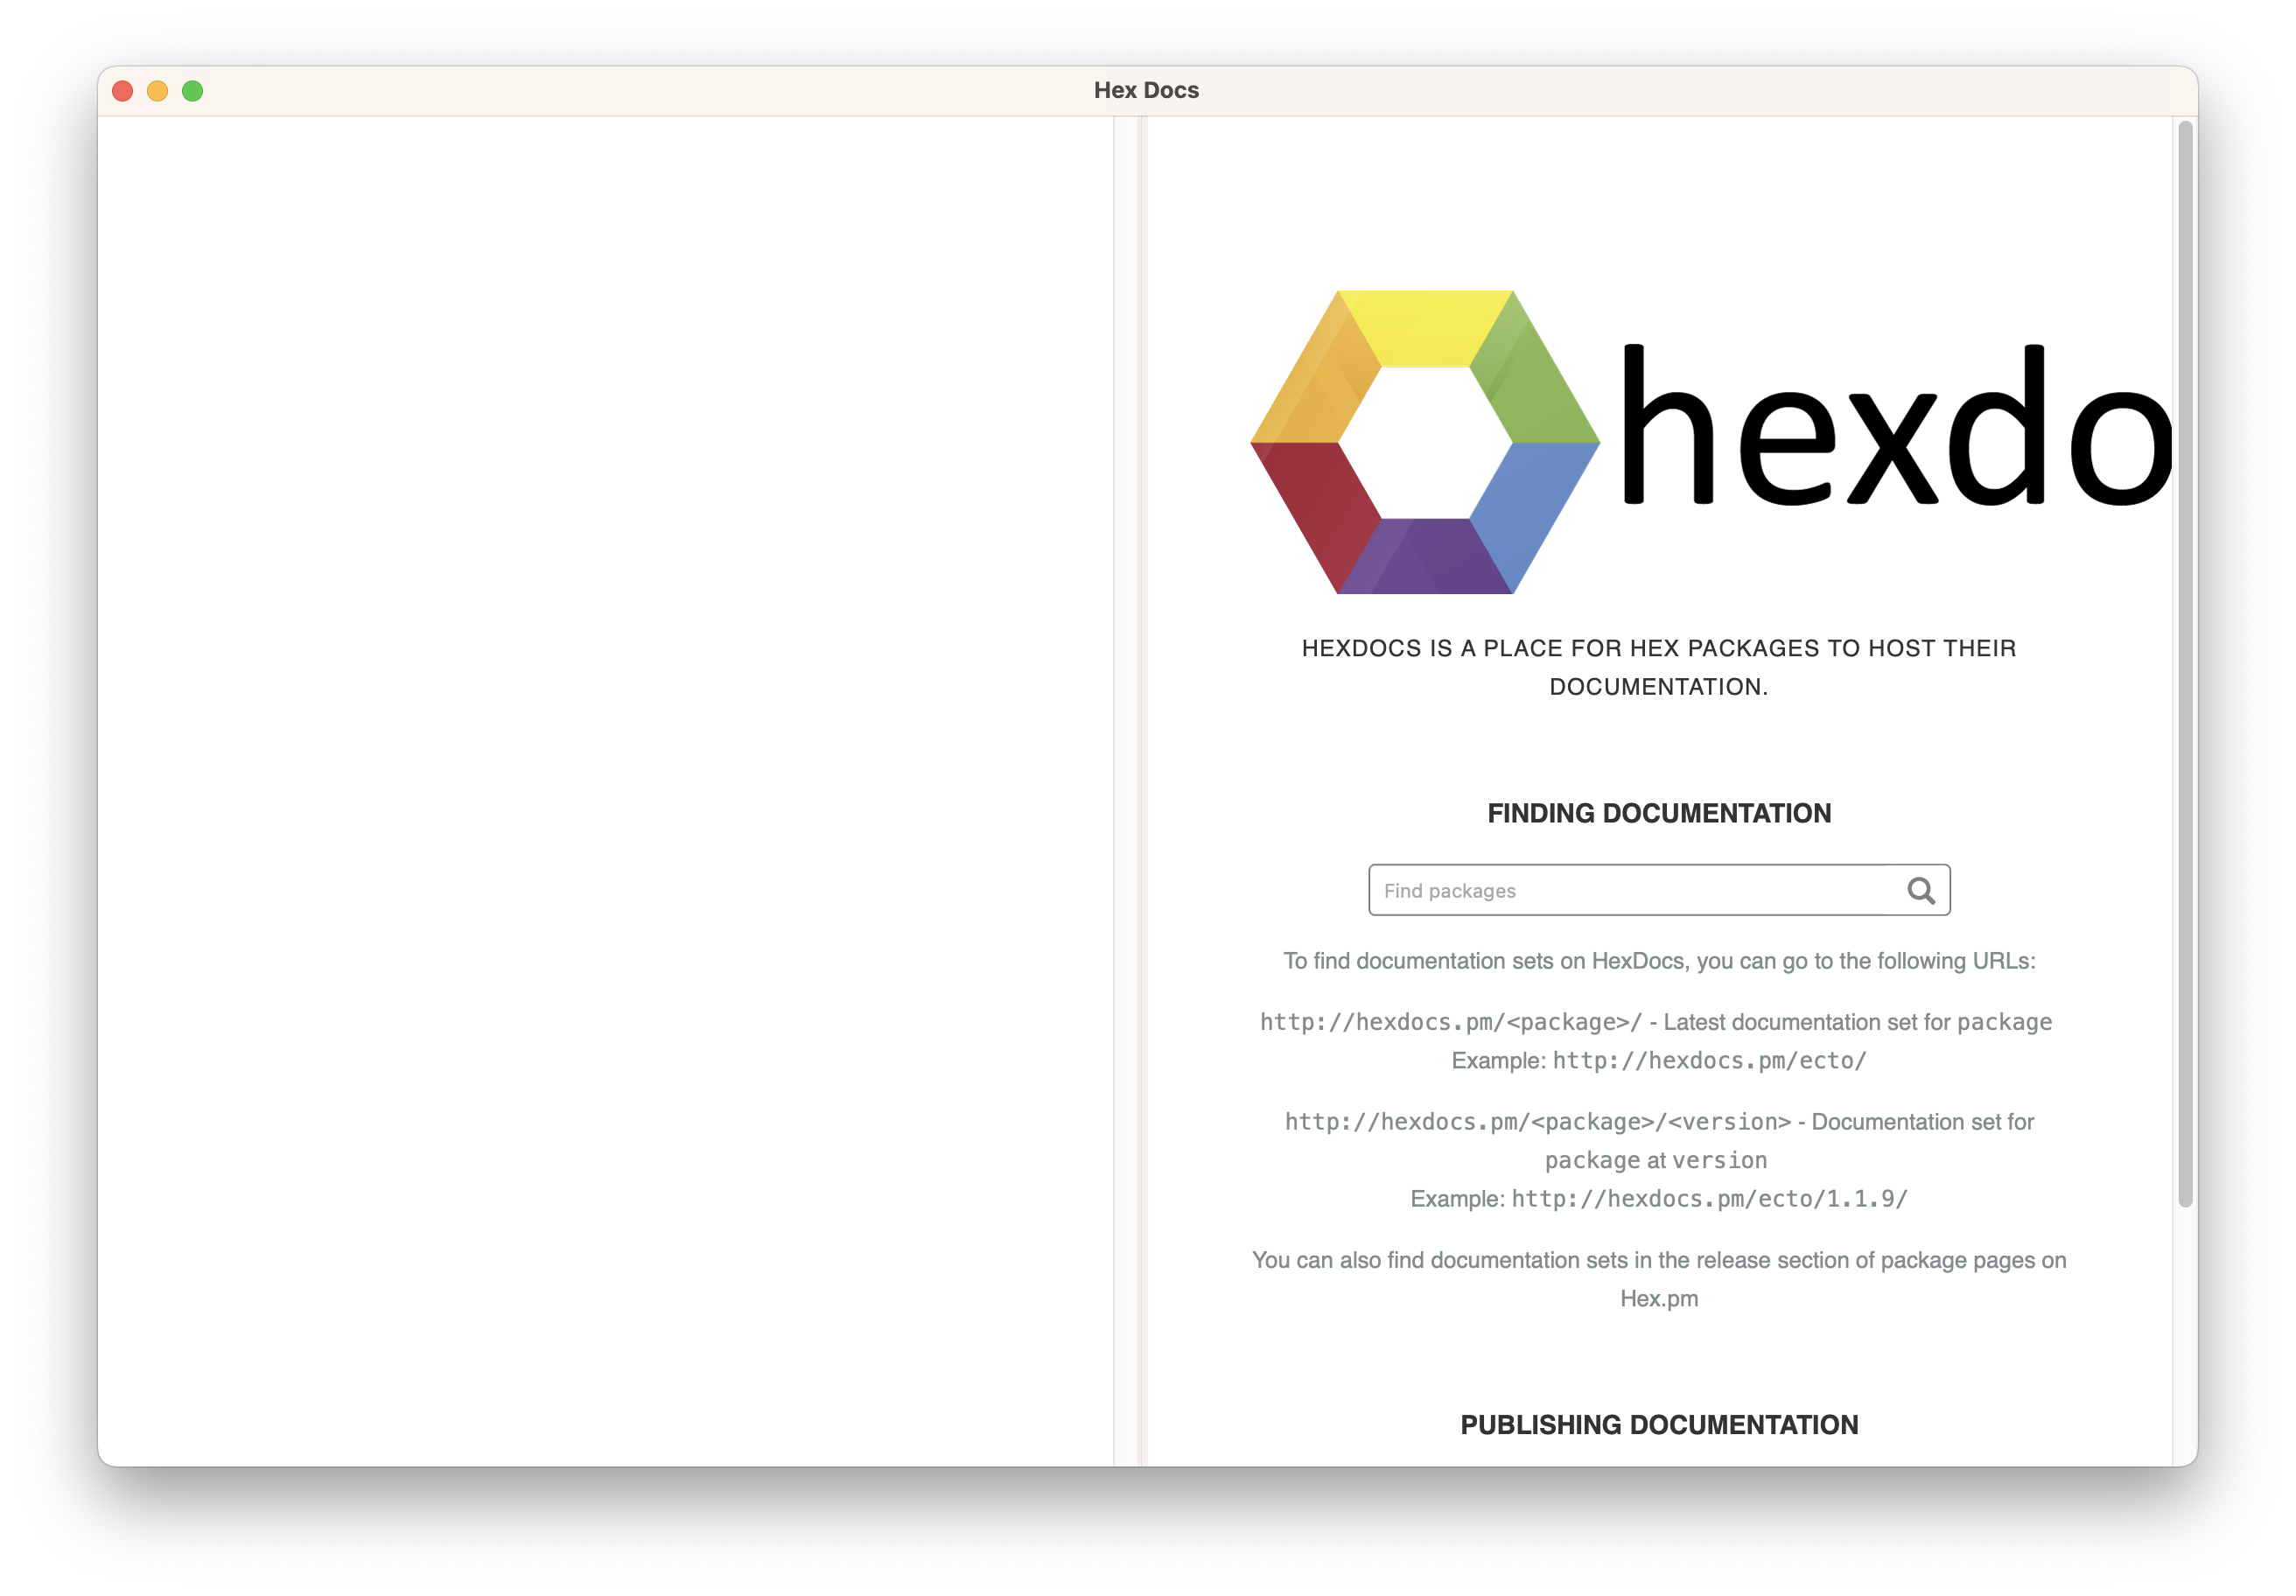 Hex Docs
hexdo
HEXDOCS IS A PLACE FOR HEX PACKAGES TO HOST THEIR
DOCUMENTATION.
FINDING DOCUMENTATION
Find packages
To find documentation sets on HexDocs, you can go to the following URLs:
http://hexdocs.pm/<package>/ - Latest documentation set for package
Example: http://hexdocs.pm/ecto/
http://hexdocs.pm/<package>/<version> - Documentation set for
package at version
Example: http://hexdocs.pm/ecto/1.1.9/
You can also find documentation sets in the release section of package pages on
Hex.pm
PUBLISHING DOCUMENTATION